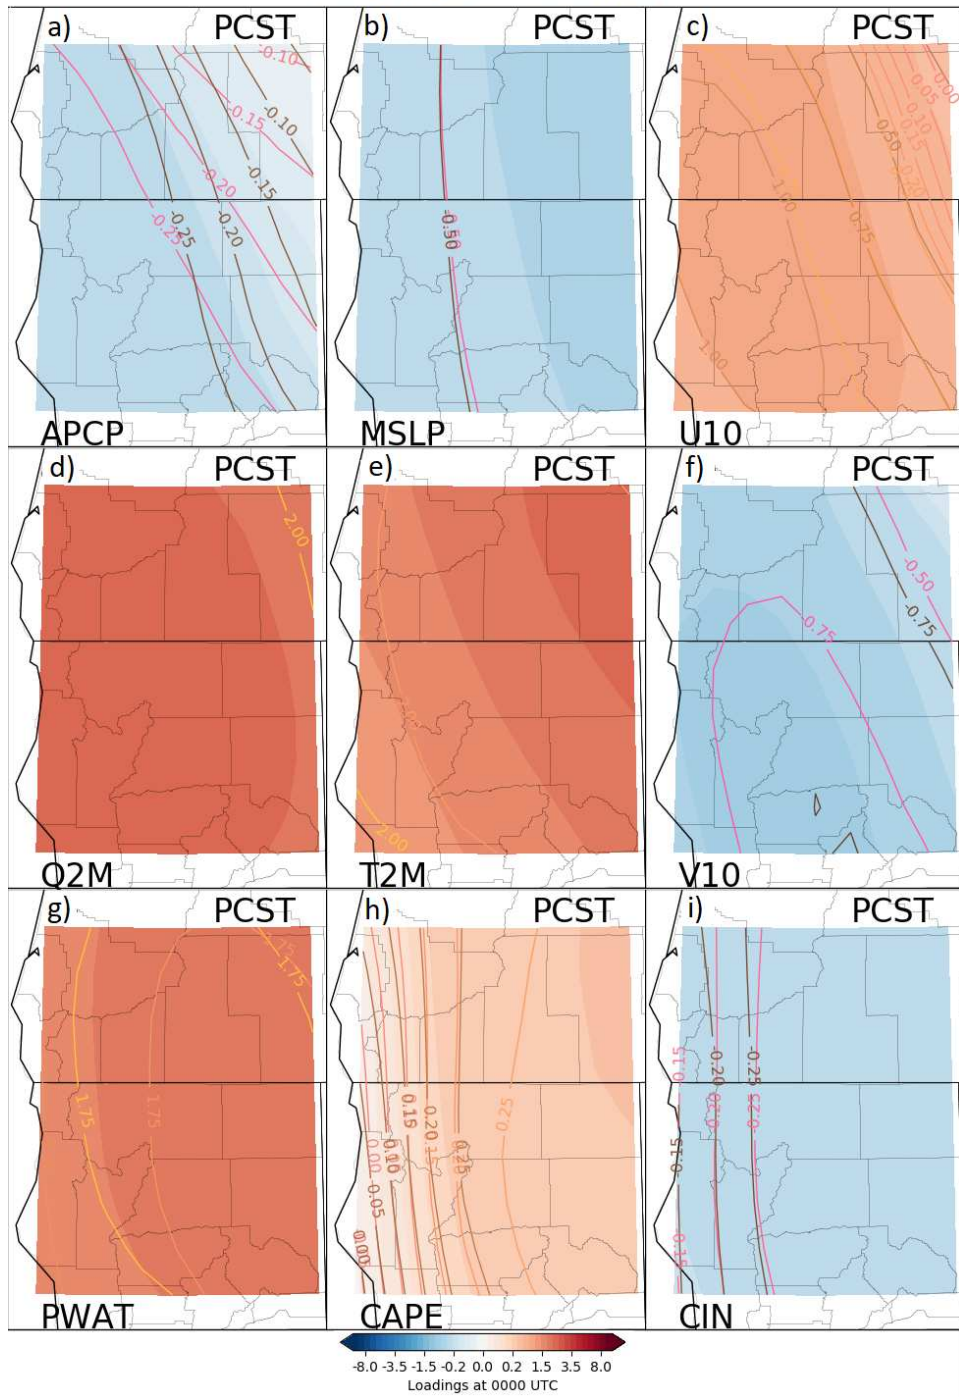 a) PCST
-0.10
-0.10
-0.15
-0.15
-0.20
-0.20
-0.25
-0.25
APCP
b) PCST
-0.50
MSLP
c) PCST
0.00
0.05
0.10
0.15
0.50
1.00
0.75
1.00
U10
d) PCST
2.00
Q2M
e) PCST
2.00
T2M
f) PCST
-0.50
-0.75
-0.75
V10
g) PCST
1.75
1.75
1.75
PWAT
h) PCST
0.15
0.20
0.25
0.10
0.15
0.25
0.00
0.05
CAPE
i) PCST
-0.15
-0.20
-0.25
-0.20
-0.25
-0.15
-0.15
CIN
-8.0 -3.5 -1.5 -0.2 0.0 0.2 1.5 3.5 8.0
Loadings at 0000 UTC